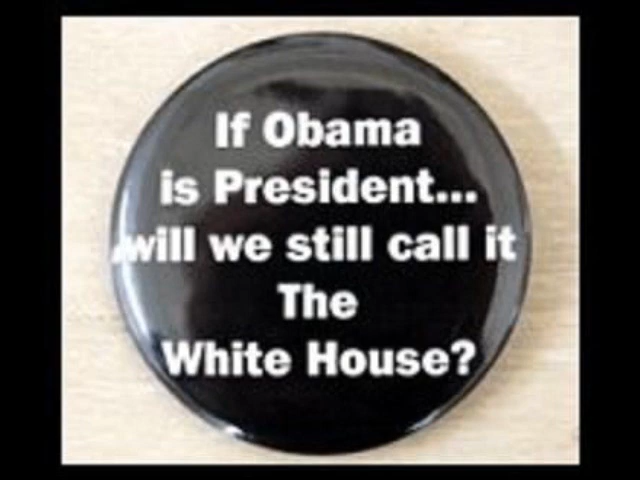 If Obama
is President...
will we still call it
The
White House?